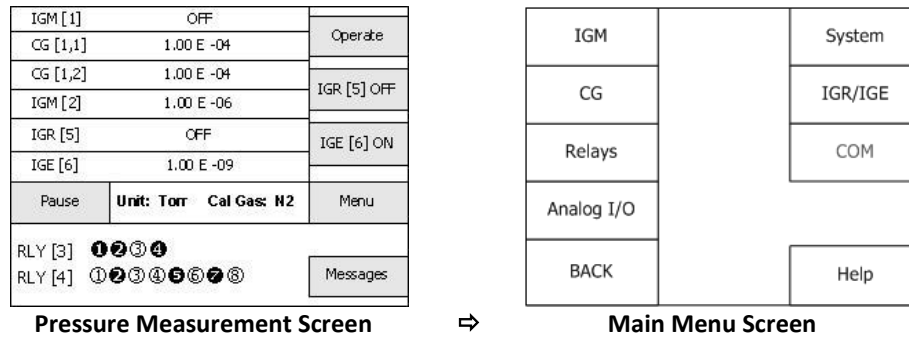 IGM [1] OFF
Operate
CG [1,1] 1.00 E -04
CG [1,2] 1.00 E -04
IGR [5] OFF
IGM [2] 1.00 E -06
IGR [5] OFF
IGE [6] ON
IGE [6] 1.00 E -09
Pause Unit: Torr Cal Gas: N2 Menu
RLY [3] ❶❷③❹
RLY [4] ①❷③④❺⑥❼⑧
Messages
Pressure Measurement Screen
⇨
IGM System
CG IGR/IGE
Relays COM
Analog I/O
BACK Help
Main Menu Screen